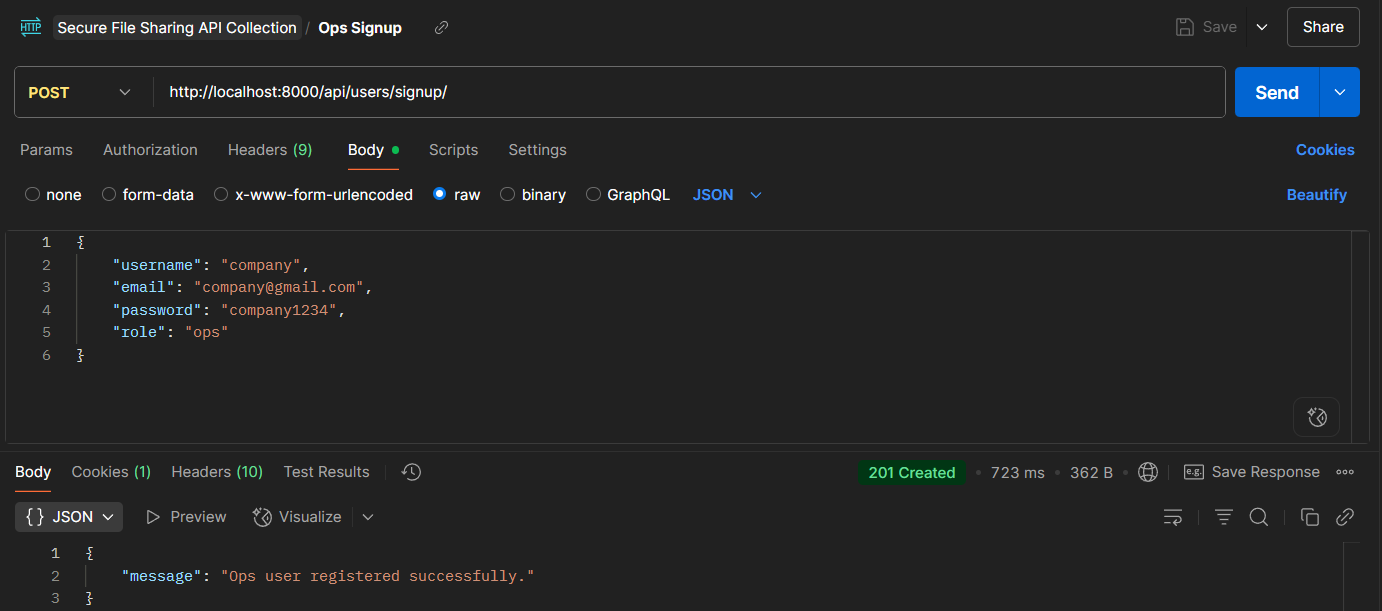 HTTP Secure File Sharing API Collection / Ops Signup Save Share
POST http://localhost:8000/api/users/signup/ Send
Params Authorization Headers (9) Body Scripts Settings Cookies
none form-data x-www-form-urlencoded raw binary GraphQL JSON Beautify
1 {
2 "username": "company",
3 "email": "company@gmail.com",
4 "password": "company1234",
5 "role": "ops"
6 }
Body Cookies (1) Headers (10) Test Results 201 Created • 723 ms • 362 B • e.g. Save Response
{} JSON Preview Visualize
1 {
2 "message": "Ops user registered successfully."
3 }